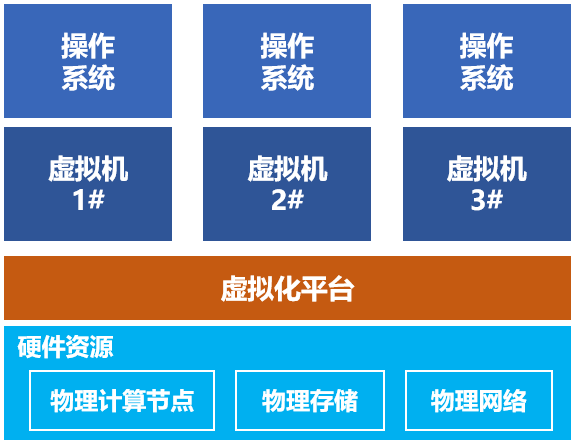 操作 操作 操作
系统 系统 系统
虚拟机 虚拟机 虚拟机
1# 2# 3#
虚拟化平台
硬件资源
物理计算节点 物理存储 物理网络